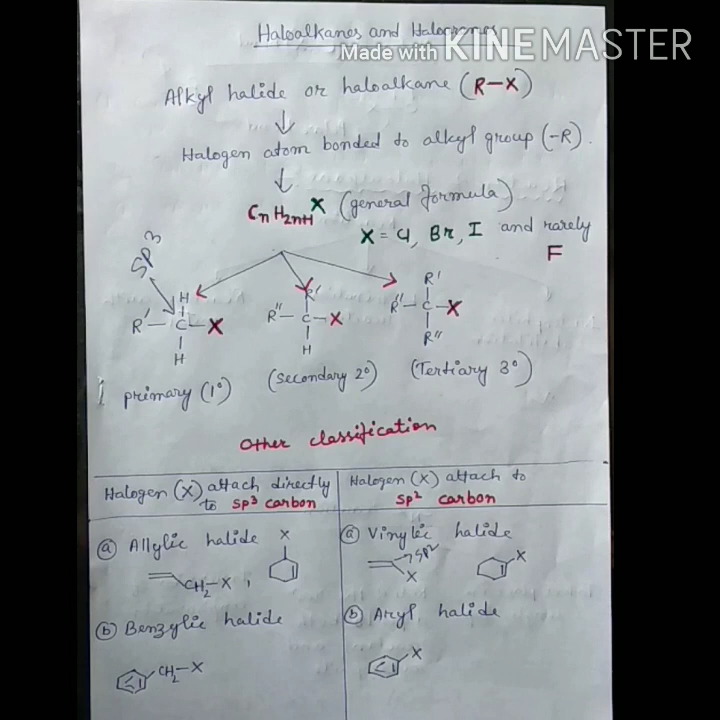 Haloalkanes and Haloarenes
Made with KINEMASTER
Alkyl halide or haloalkane (R-X)
↓
Halogen atom bonded to alkyl group (-R).
↓
CnH2n+1X (general formula)
X = Cl, Br, I and rarely
F
SP3
H
R'-C-X
H
primary (1°)
R'
R''-C-X
H
(Secondary 2°)
R'
R''-C-X
R''
(Tertiary 3°)
Other classification
Halogen (X) attach directly
to sp3 carbon
Halogen (X) attach to
sp2 carbon
(a) Allylic halide
CH2-X,
X
(b) Benzylic halide
CH2-X
(a) Vinylic halide
sp2
X
X
(b) Aryl halide
X